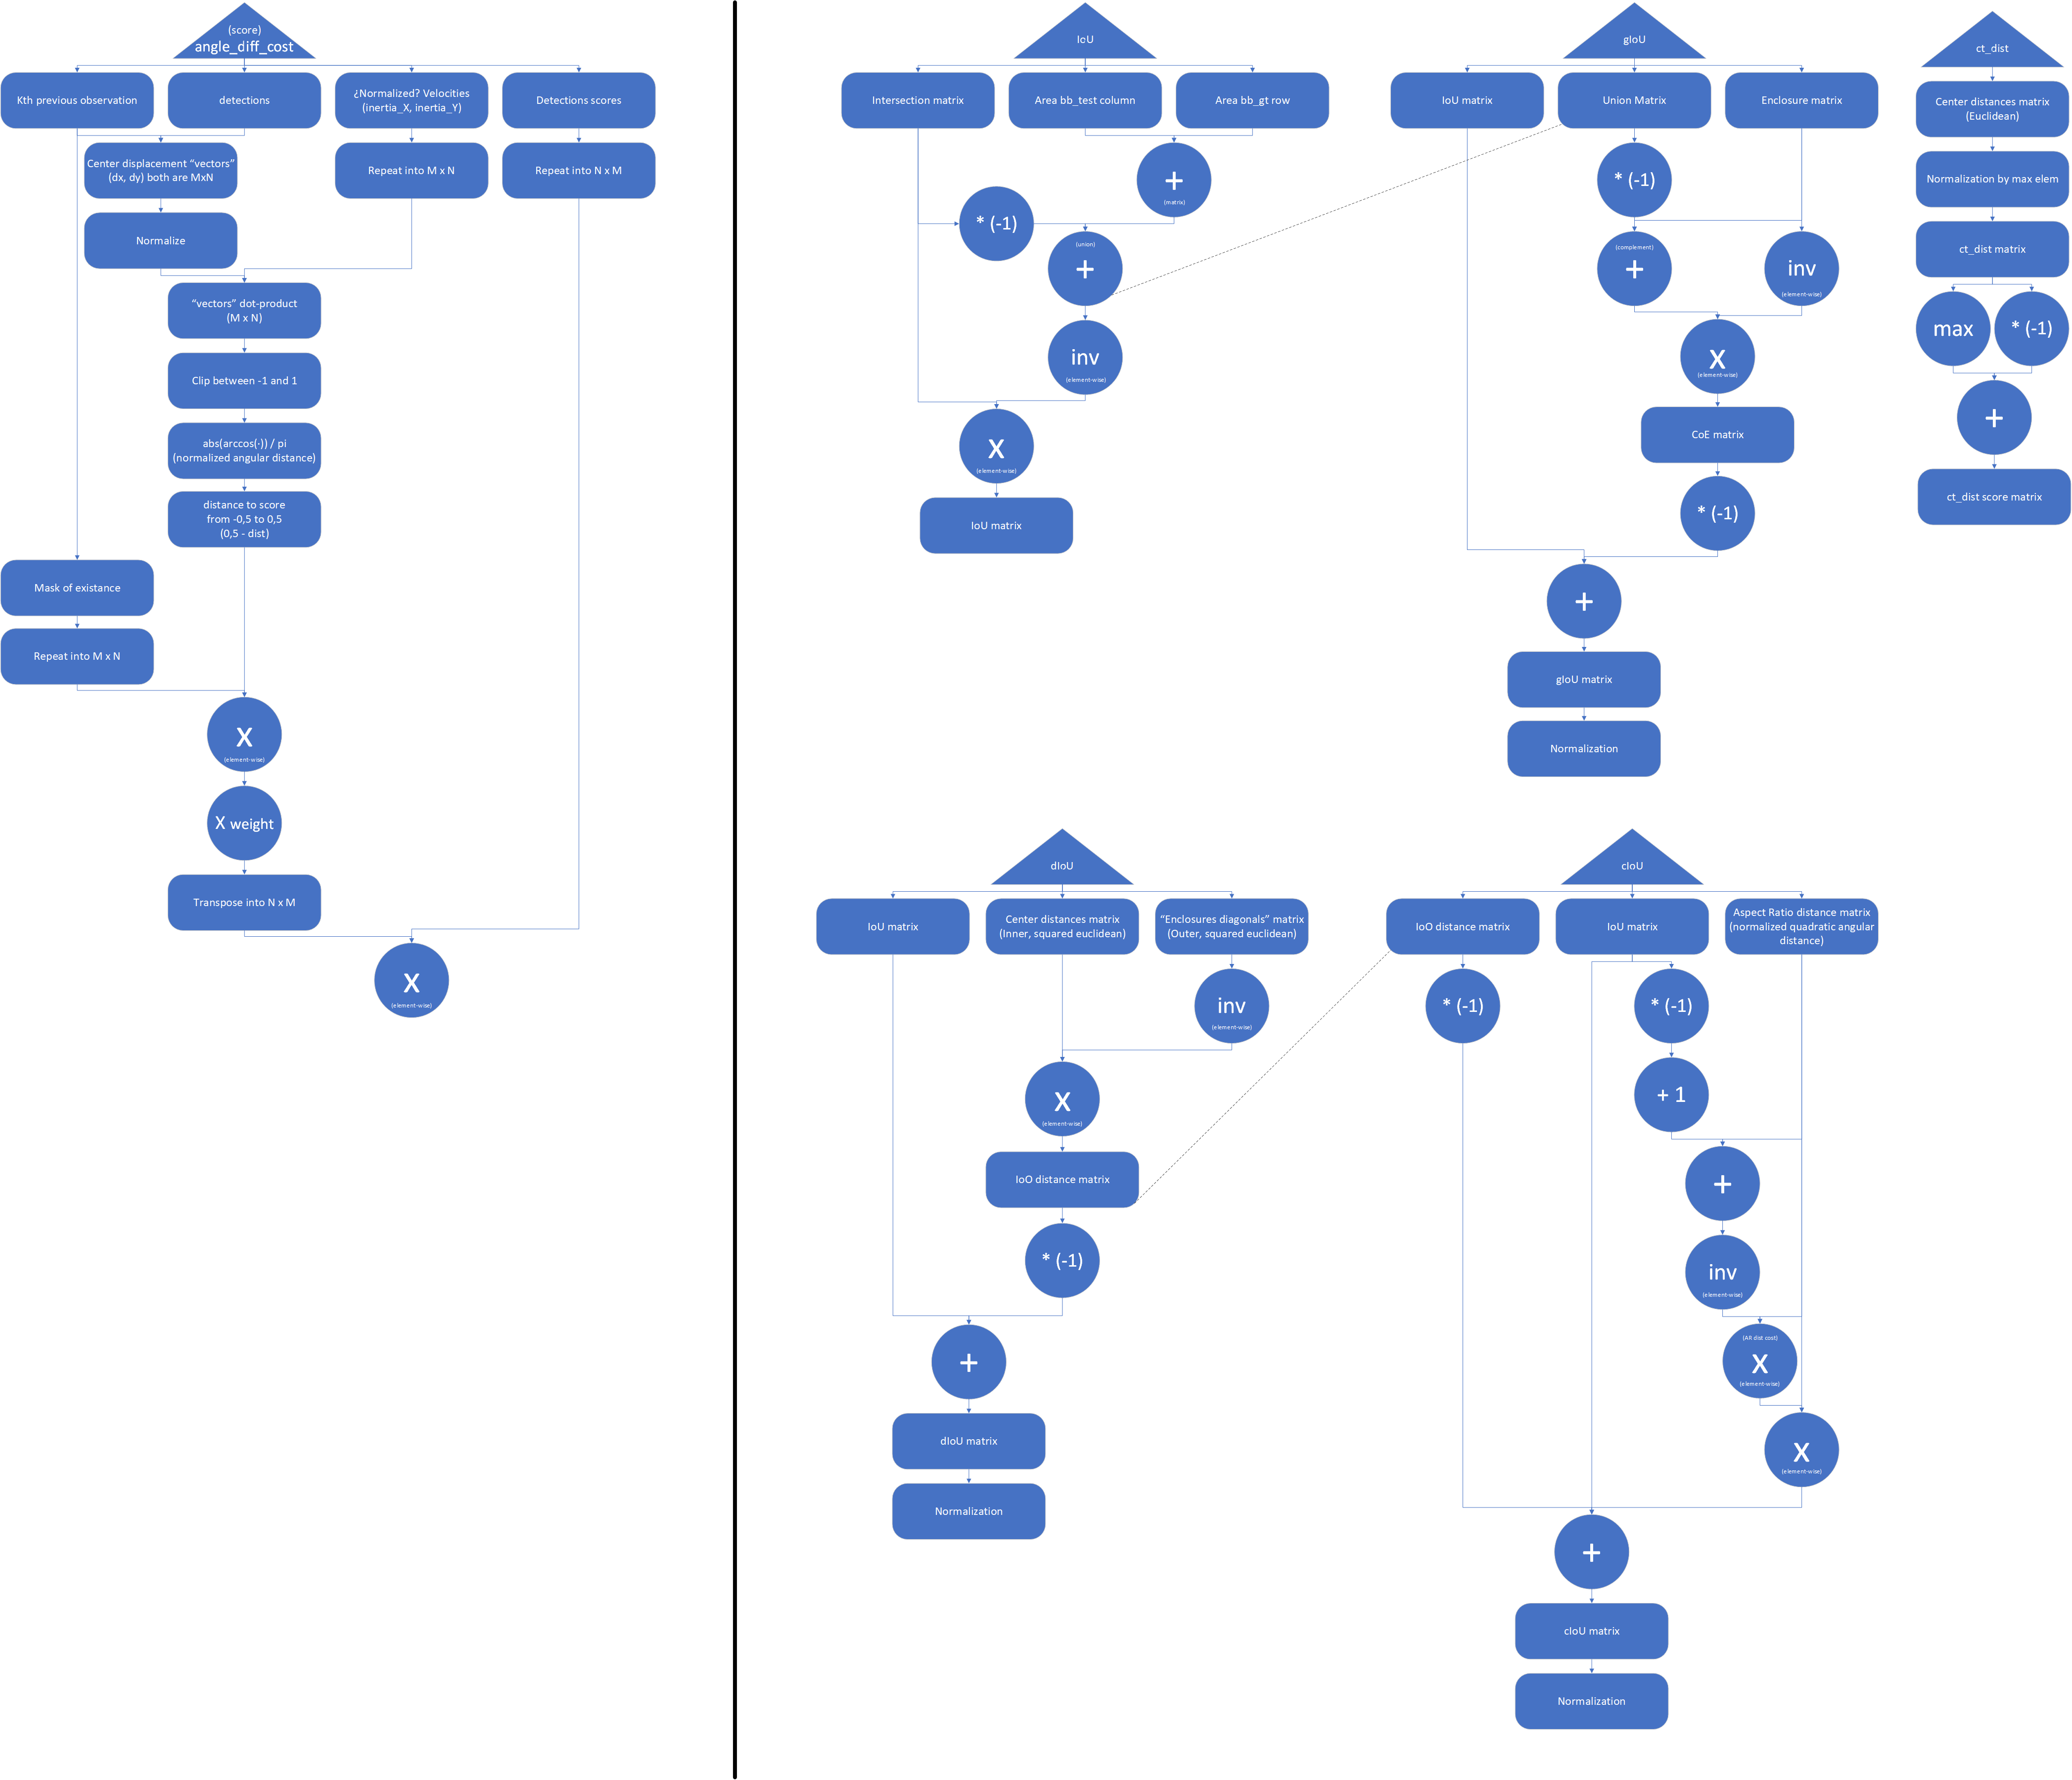 (score)
angle_diff_cost
Kth previous observation
detections
¿Normalized? Velocities
(inertia_X, inertia_Y)
Detections scores
Center displacement “vectors”
(dx, dy) both are MxN
Repeat into M x N
Repeat into N x M
Normalize
“vectors” dot-product
(M x N)
Clip between -1 and 1
abs(arccos(·)) / pi
(normalized angular distance)
distance to score
from -0,5 to 0,5
(0,5 - dist)
Mask of existance
Repeat into M x N
X
(element-wise)
X weight
Transpose into N x M
X
(element-wise)
IoU
Intersection matrix
Area bb_test column
Area bb_gt row
+
(matrix)
* (-1)
(union)
+
inv
(element-wise)
X
(element-wise)
IoU matrix
gIoU
IoU matrix
Union Matrix
Enclosure matrix
* (-1)
(complement)
+
inv
(element-wise)
X
(element-wise)
CoE matrix
* (-1)
+
gIoU matrix
Normalization
ct_dist
Center distances matrix
(Euclidean)
Normalization by max elem
ct_dist matrix
max
* (-1)
+
ct_dist score matrix
dIoU
IoU matrix
Center distances matrix
(Inner, squared euclidean)
“Enclosures diagonals” matrix
(Outer, squared euclidean)
inv
(element-wise)
X
(element-wise)
IoO distance matrix
* (-1)
+
dIoU matrix
Normalization
cIoU
IoO distance matrix
IoU matrix
Aspect Ratio distance matrix
(normalized quadratic angular
distance)
* (-1)
* (-1)
+ 1
+
inv
(element-wise)
(AR dist cost)
X
(element-wise)
X
(element-wise)
+
cIoU matrix
Normalization